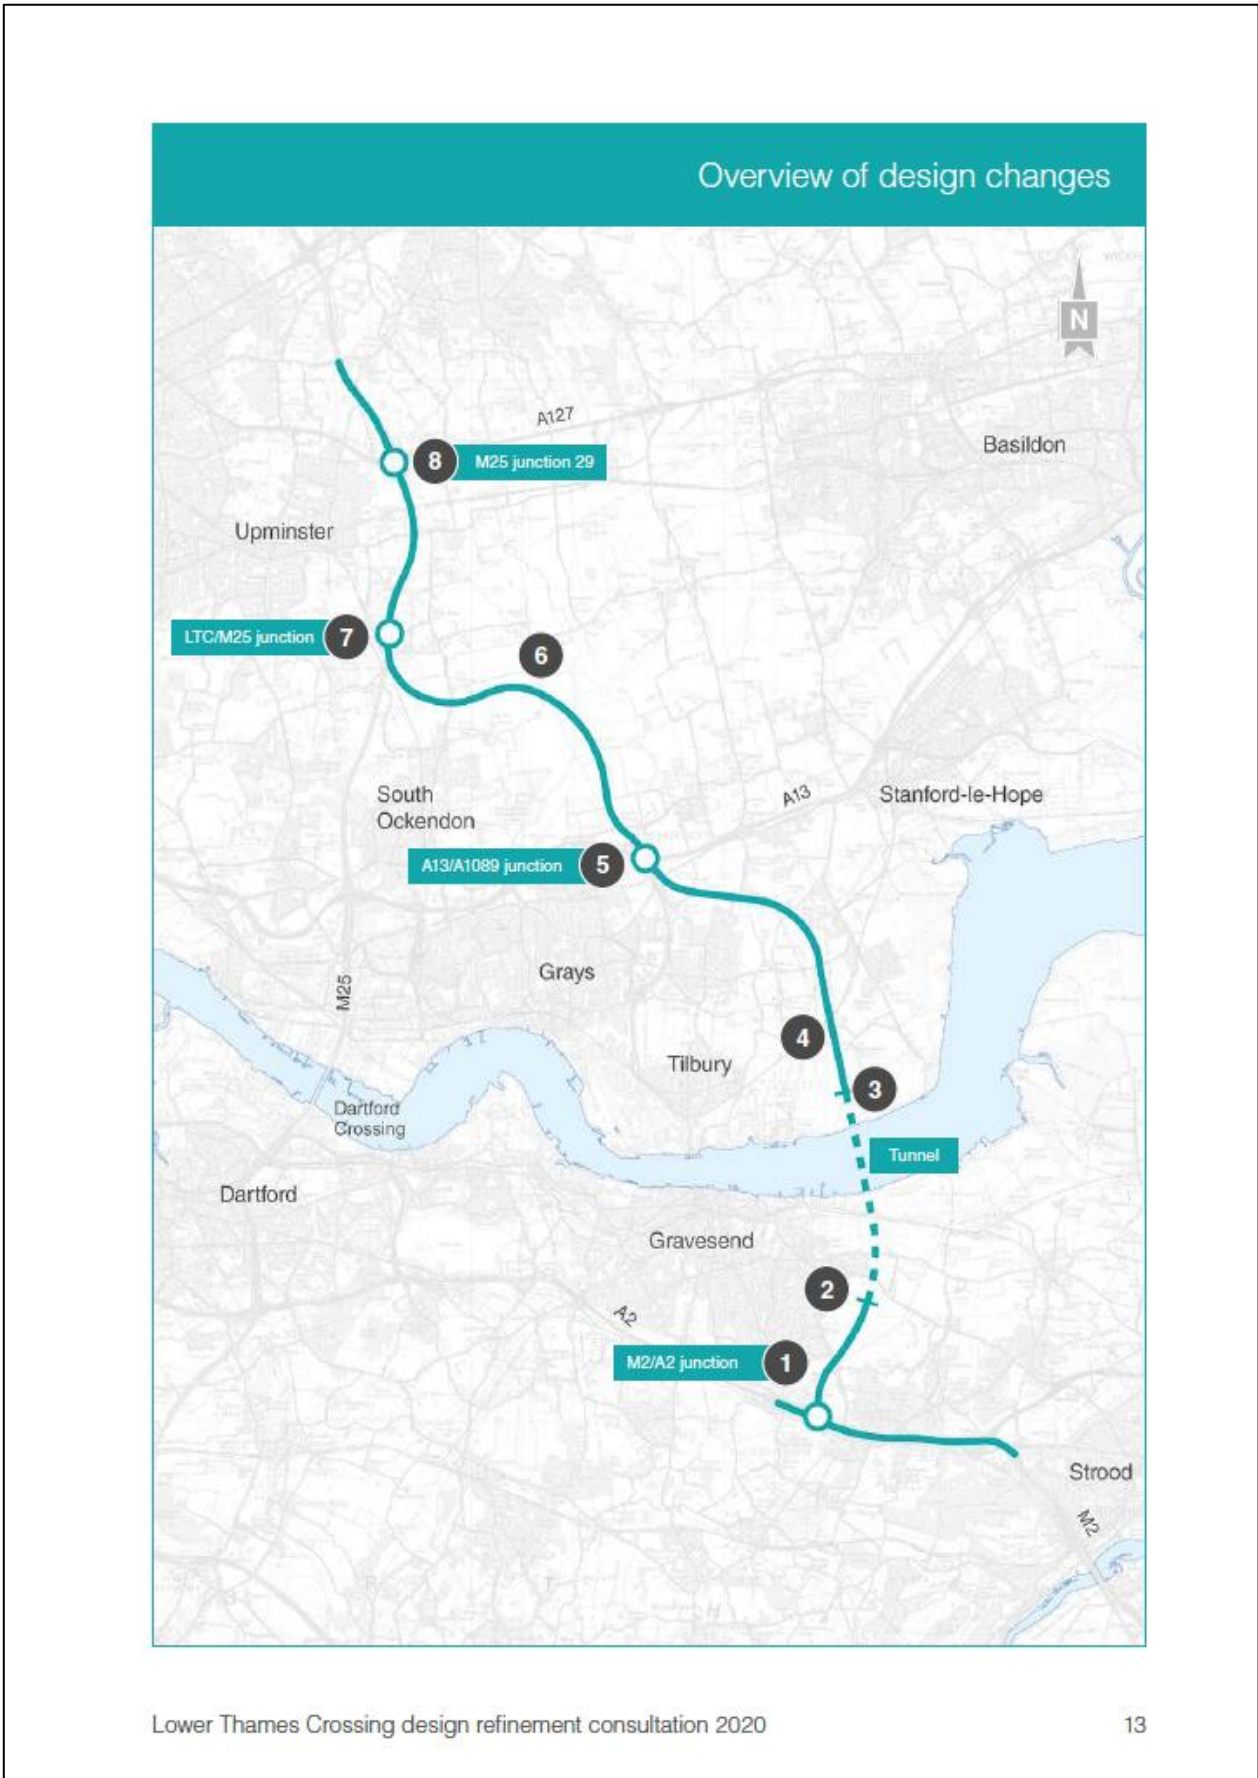 Overview of design changes
N
A127
Basildon
8 M25 junction 29
Upminster
LTC/M25 junction 7
6
South
Ockendon
A13
Stanford-le-Hope
A13/A1089 junction 5
M25
Grays
4
Tilbury
3
Dartford
Crossing
Tunnel
Dartford
Gravesend
2
A2
M2/A2 junction 1
Strood
M2
Lower Thames Crossing design refinement consultation 2020
13